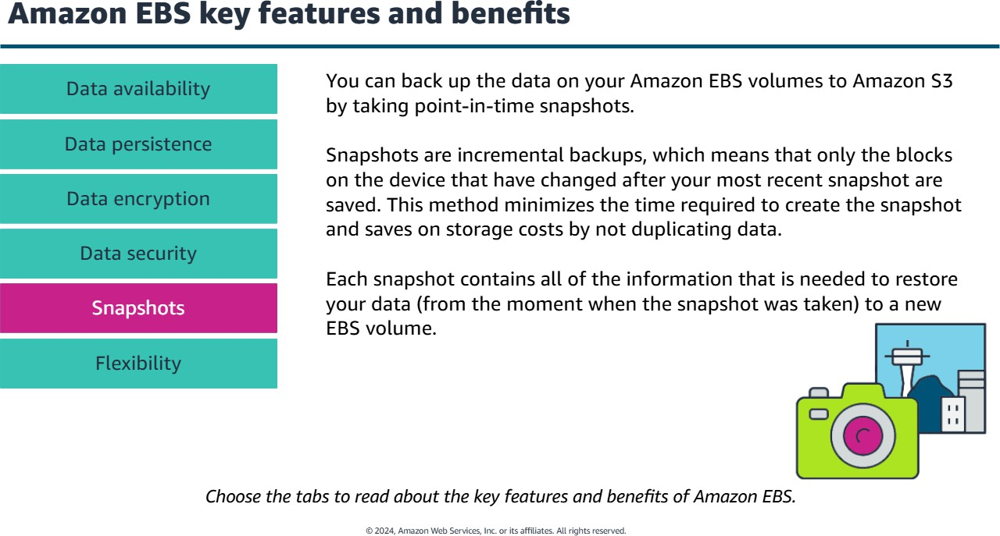 Amazon EBS key features and benefits
Data availability
Data persistence
Data encryption
Data security
Snapshots
Flexibility
You can back up the data on your Amazon EBS volumes to Amazon S3
by taking point-in-time snapshots.
Snapshots are incremental backups, which means that only the blocks
on the device that have changed after your most recent snapshot are
saved. This method minimizes the time required to create the snapshot
and saves on storage costs by not duplicating data.
Each snapshot contains all of the information that is needed to restore
your data (from the moment when the snapshot was taken) to a new
EBS volume.
Choose the tabs to read about the key features and benefits of Amazon EBS.
© 2024, Amazon Web Services, Inc. or its affiliates. All rights reserved.